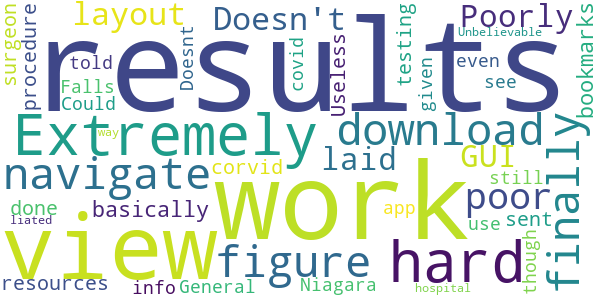 surgeon
procedure
layout
Doesn't
Poorly
Unbelievable
bookmarks
told
Doesnt
covid
Useless
testing
given
even
see
Falls
Could
results
Extremely
way
download
finally
navigate
corvid
laid
GUI
still
work
poor
done
basically
app
use
sent
liated
view
figure
hard
though
resources
info
General
Niagara
hospital